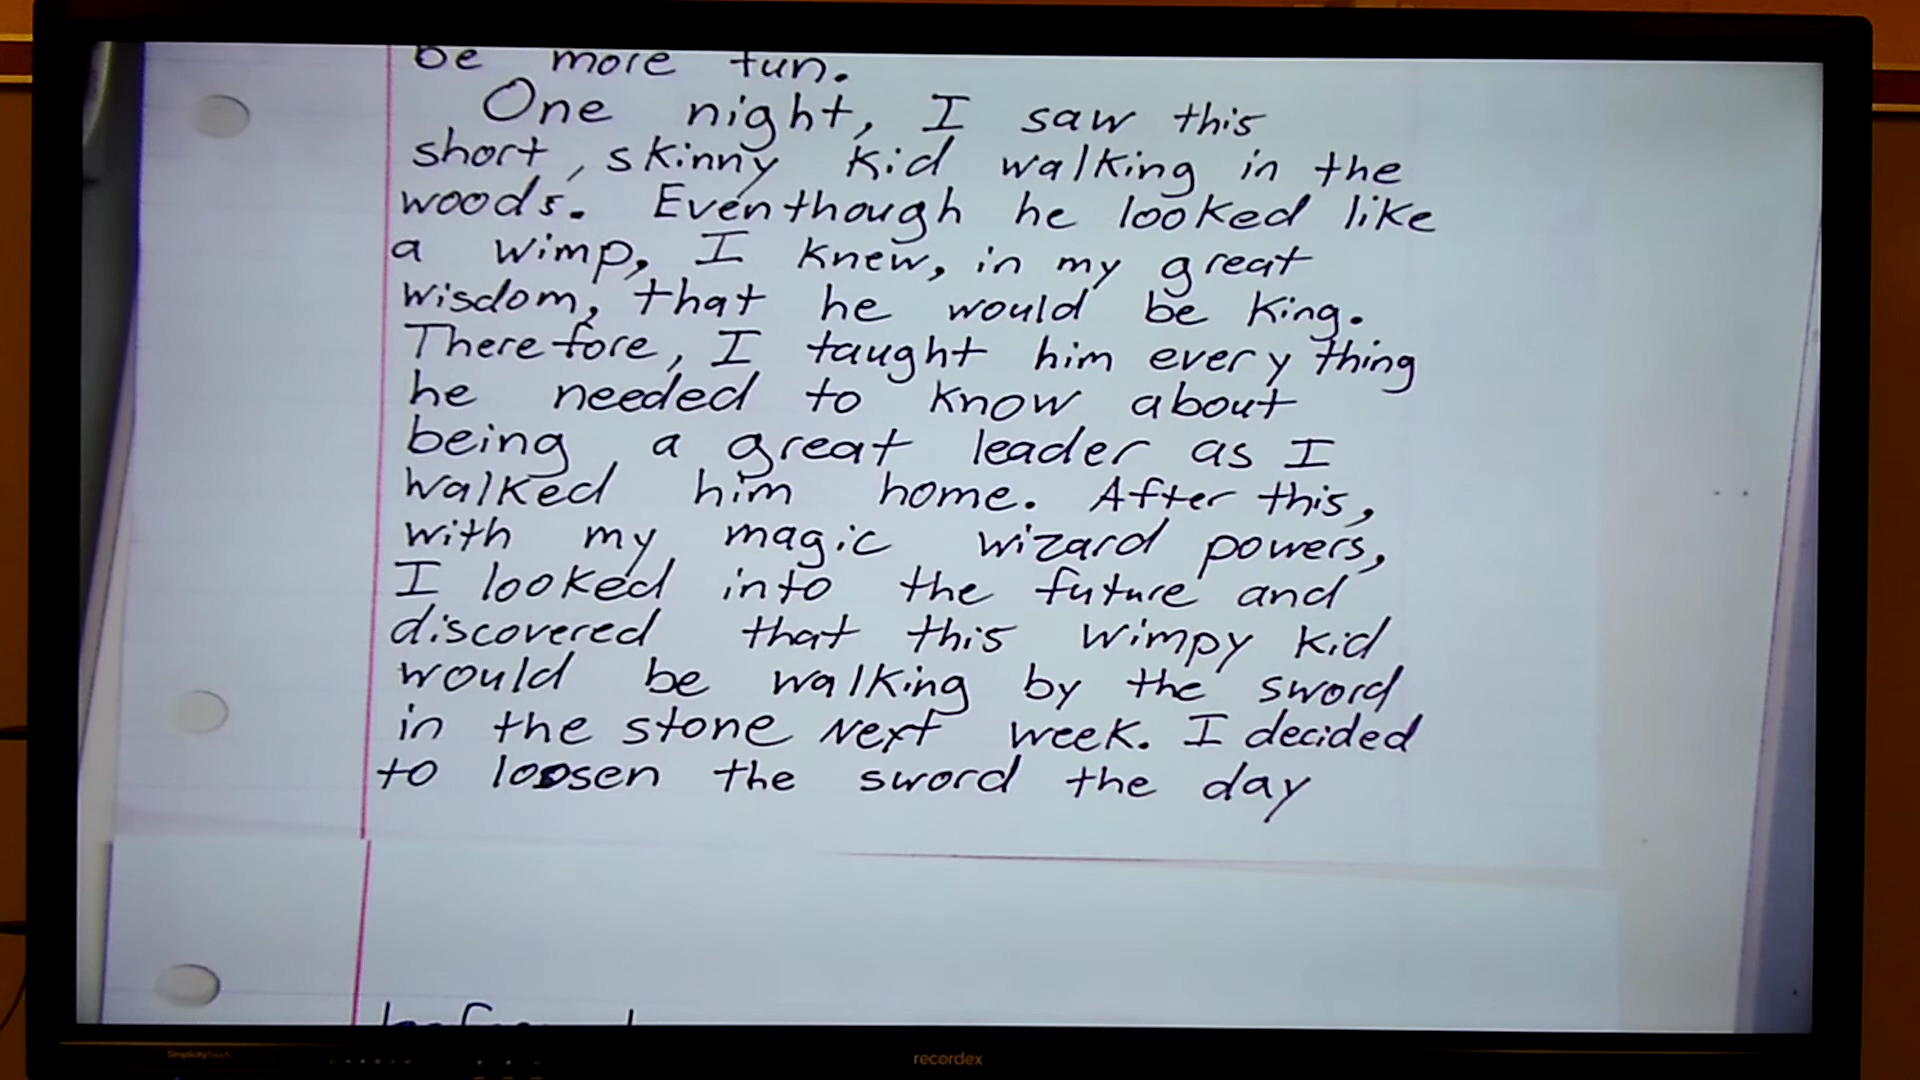 be more fun.
One night, I saw this
short, skinny kid walking in the
woods. Eventhough he looked like
a wimp, I knew, in my great
wisdom, that he would be king.
Therefore, I taught him everything
he needed to know about
being a great leader as I
walked him home. After this,
with my magic wizard powers,
I looked into the future and
discovered that this wimpy kid
would be walking by the sword
in the stone next week. I decided
to loosen the sword the day
recordex